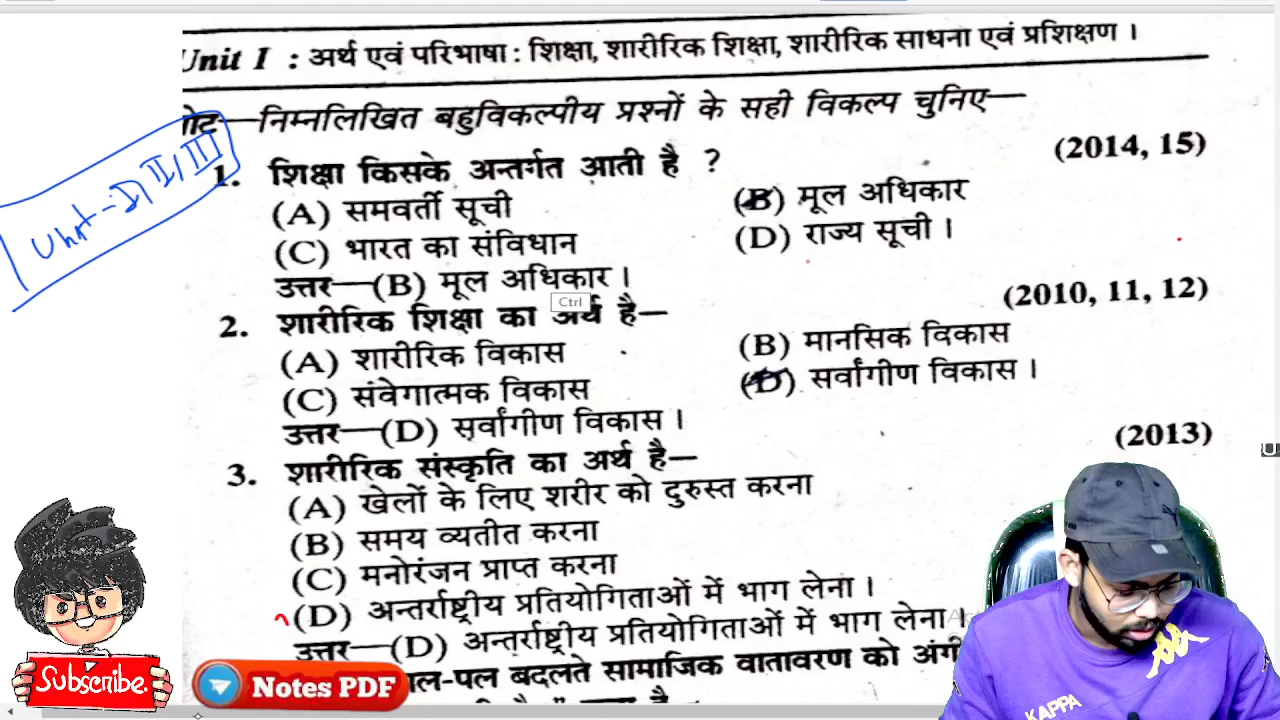 Unit I : अर्थ एवं परिभाषा : शिक्षा, शारीरिक शिक्षा, शारीरिक साधना एवं प्रशिक्षण ।
नोट—निम्नलिखित बहुविकल्पीय प्रश्नों के सही विकल्प चुनिए—
Unit - I, II, III
1. शिक्षा किसके अन्तर्गत आती है ? (2014, 15)
(A) समवर्ती सूची (B) मूल अधिकार
(C) भारत का संविधान (D) राज्य सूची ।
उत्तर—(B) मूल अधिकार ।
Ctrl
2. शारीरिक शिक्षा का अर्थ है— (2010, 11, 12)
(A) शारीरिक विकास (B) मानसिक विकास
(C) संवेगात्मक विकास (D) सर्वांगीण विकास ।
उत्तर—(D) सर्वांगीण विकास ।
3. शारीरिक संस्कृति का अर्थ है— (2013)
(A) खेलों के लिए शरीर को दुरुस्त करना
(B) समय व्यतीत करना
(C) मनोरंजन प्राप्त करना
(D) अन्तर्राष्ट्रीय प्रतियोगिताओं में भाग लेना ।
उत्तर—(D) अन्तर्राष्ट्रीय प्रतियोगिताओं में भाग लेना ।
ाल-पल बदलते सामाजिक वातावरण को अंगी
Subscribe.
Notes PDF
KAPPA